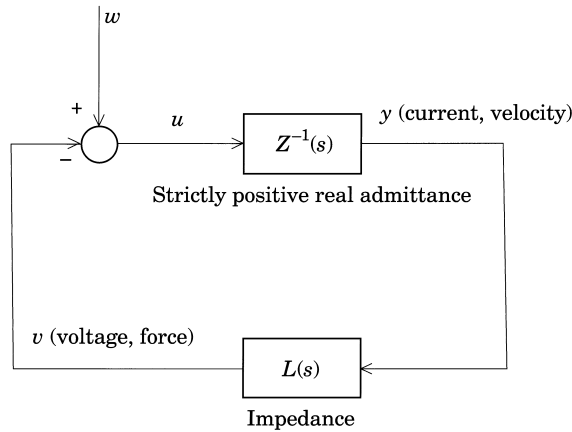 w
+
u
Z⁻¹(s)
y (current, velocity)
−
Strictly positive real admittance
v (voltage, force)
L(s)
Impedance